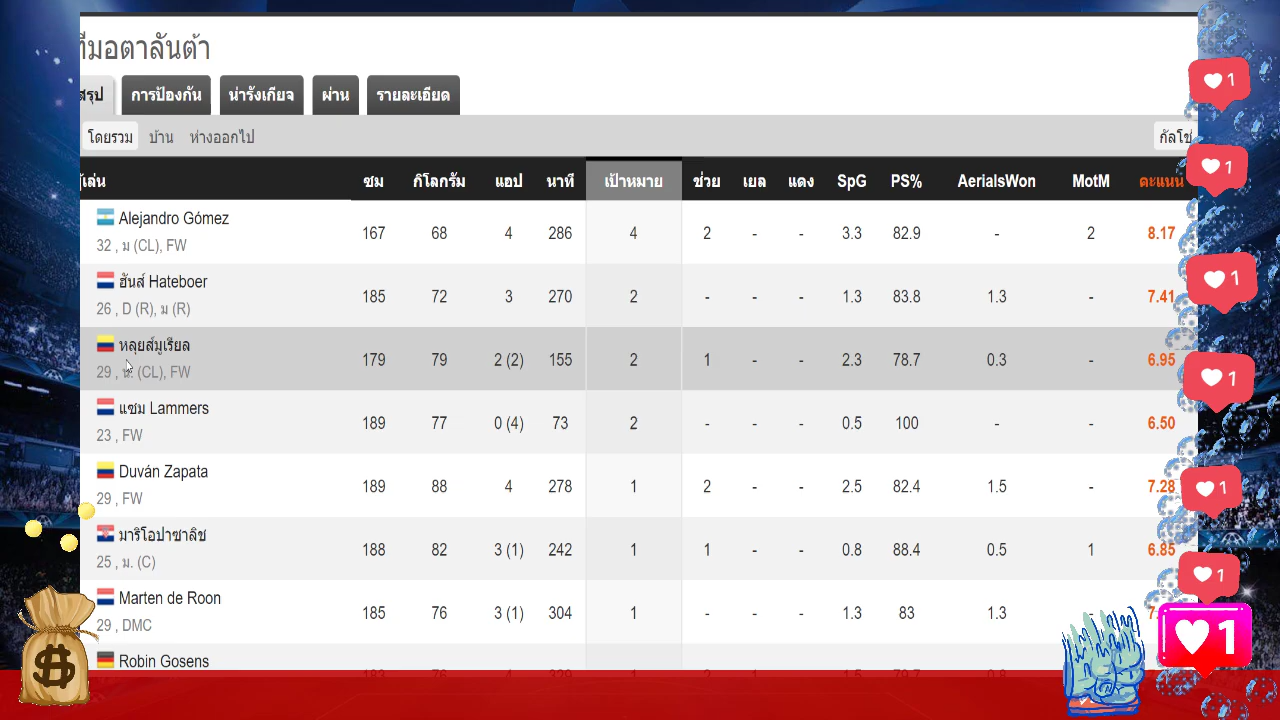 ทีมอตาลันต้า
สรุป การป้องกัน น่ารังเกียจ ผ่าน รายละเอียด
โดยรวม บ้าน ห่างออกไป
เล่น ซม กิโลกรัม แอป นาที เป้าหมาย ช่วย เยล แดง SpG PS% AerialsWon MotM คะแนน
Alejandro Gómez
32 , ม (CL), FW 167 68 4 286 4 2 - - 3.3 82.9 - 2 8.17
ฮันส์ Hateboer
26 , D (R), ม (R) 185 72 3 270 2 - - - 1.3 83.8 1.3 - 7.41
หลุยส์มูเรียล
29 , ม. (CL), FW 179 79 2 (2) 155 2 1 - - 2.3 78.7 0.3 - 6.95
แซม Lammers
23 , FW 189 77 0 (4) 73 2 - - - 0.5 100 - - 6.50
Duván Zapata
29 , FW 189 88 4 278 1 2 - - 2.5 82.4 1.5 - 7.28
มาริโอปาซาลิช
25 , ม. (C) 188 82 3 (1) 242 1 1 - - 0.8 88.4 0.5 1 6.85
Marten de Roon
29 , DMC 185 76 3 (1) 304 1 - - - 1.3 83 1.3 -
Robin Gosens
1
1
1
1
1
1
1